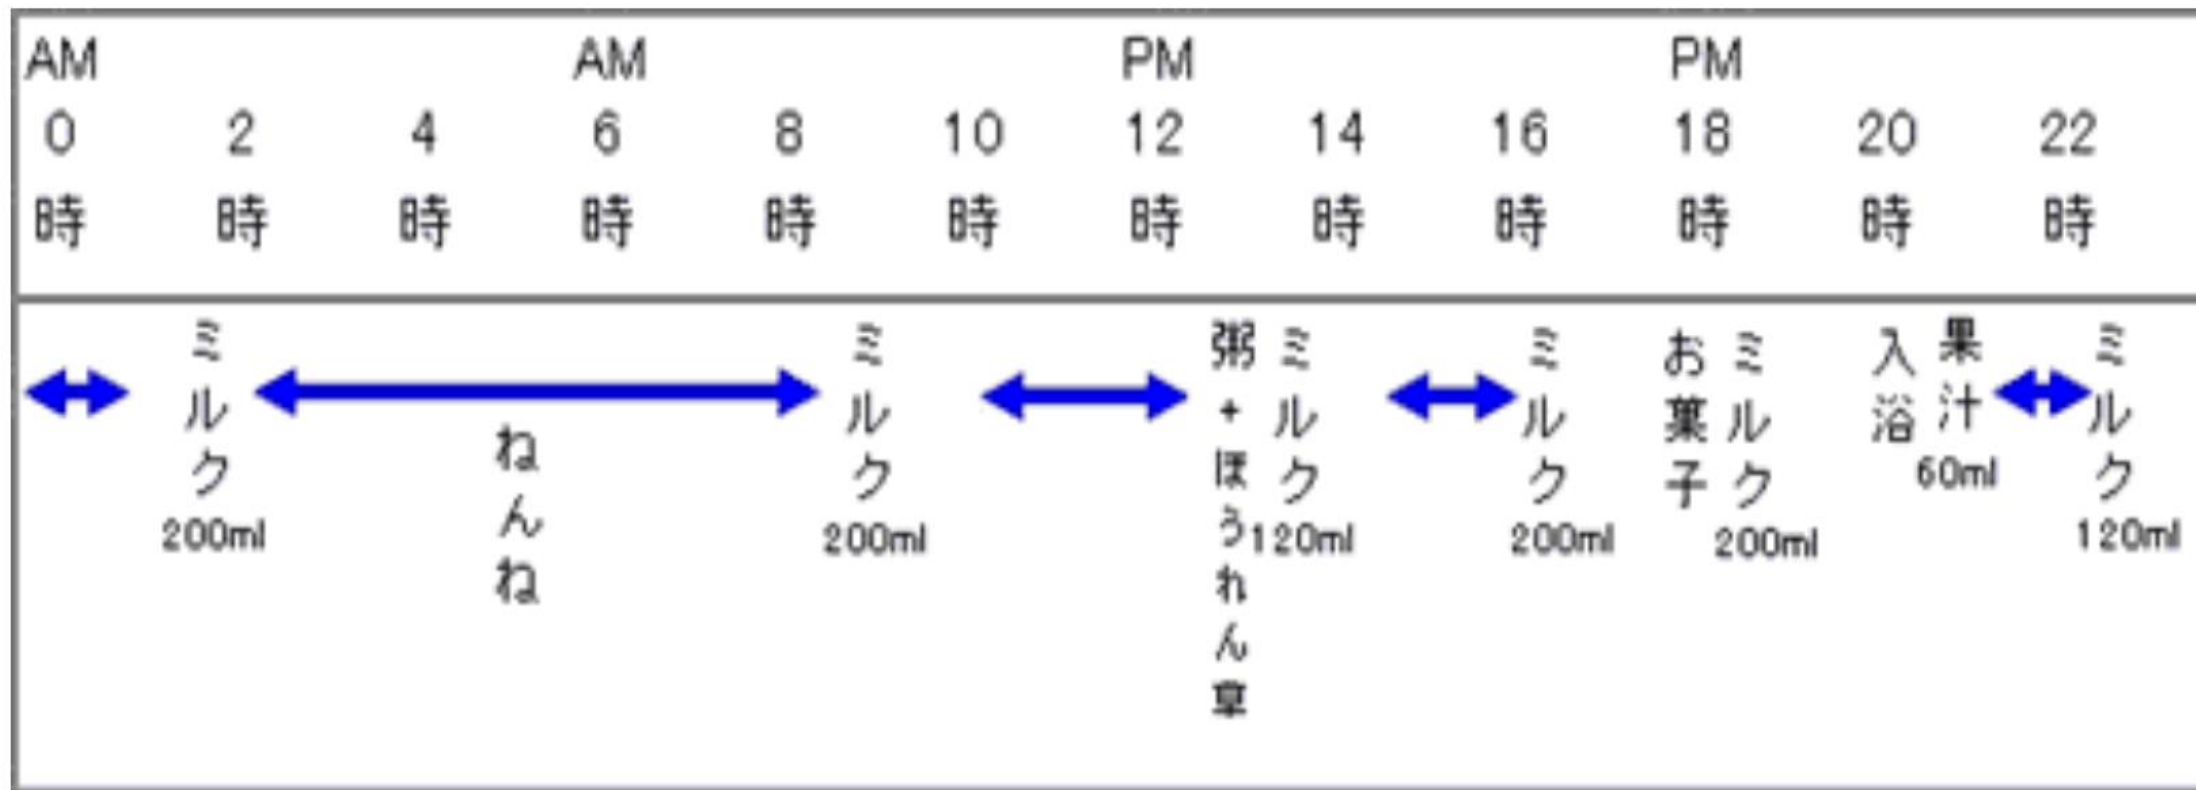 AM AM PM PM
0 2 4 6 8 10 12 14 16 18 20 22
時 時 時 時 時 時 時 時 時 時 時 時
ミルク
200ml
ねんね
ミルク
200ml
粥+ほうれん草
ミルク
120ml
ミルク
200ml
お菓子
ミルク
200ml
入浴
果汁
60ml
ミルク
120ml